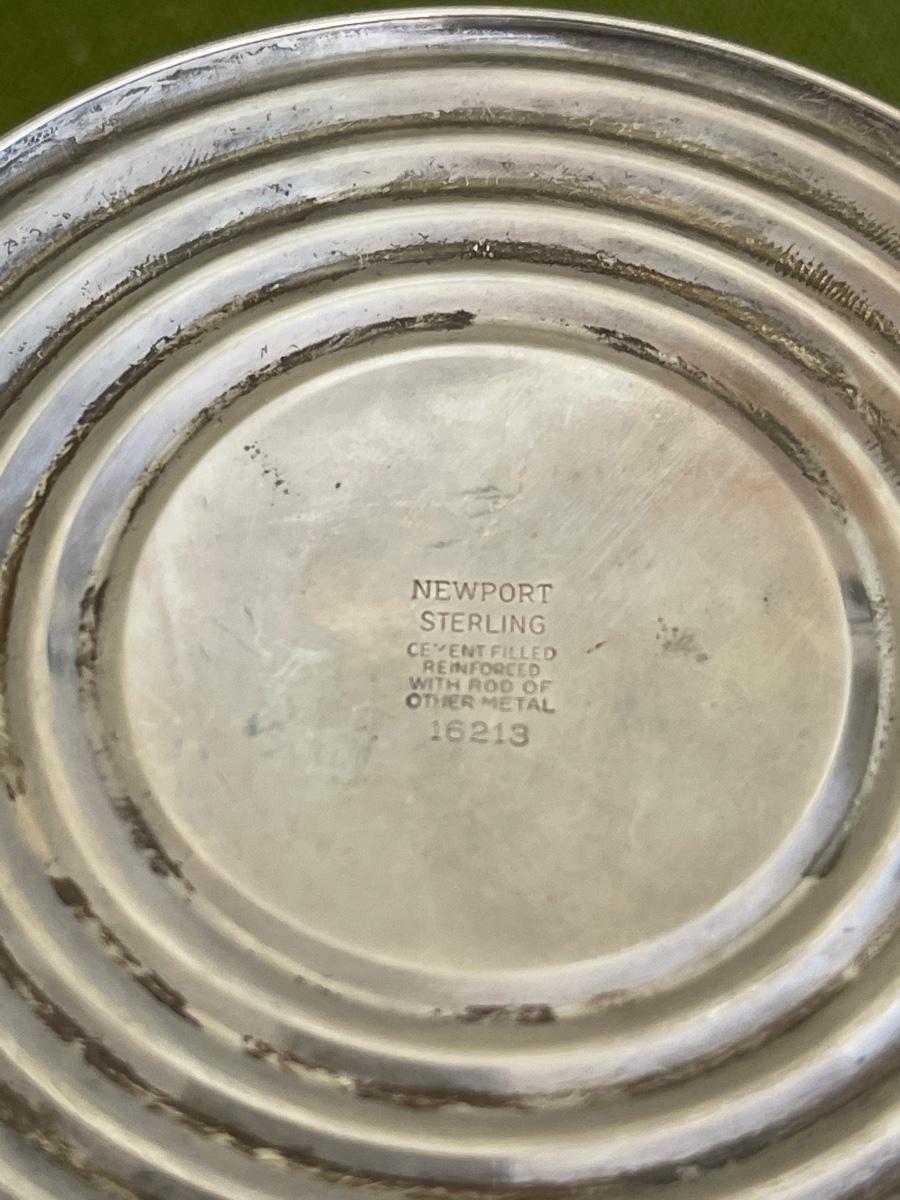 NEWPORT
STERLING
CEMENT FILLED
REINFORCED
WITH ROD OF
OTHER METAL
16213